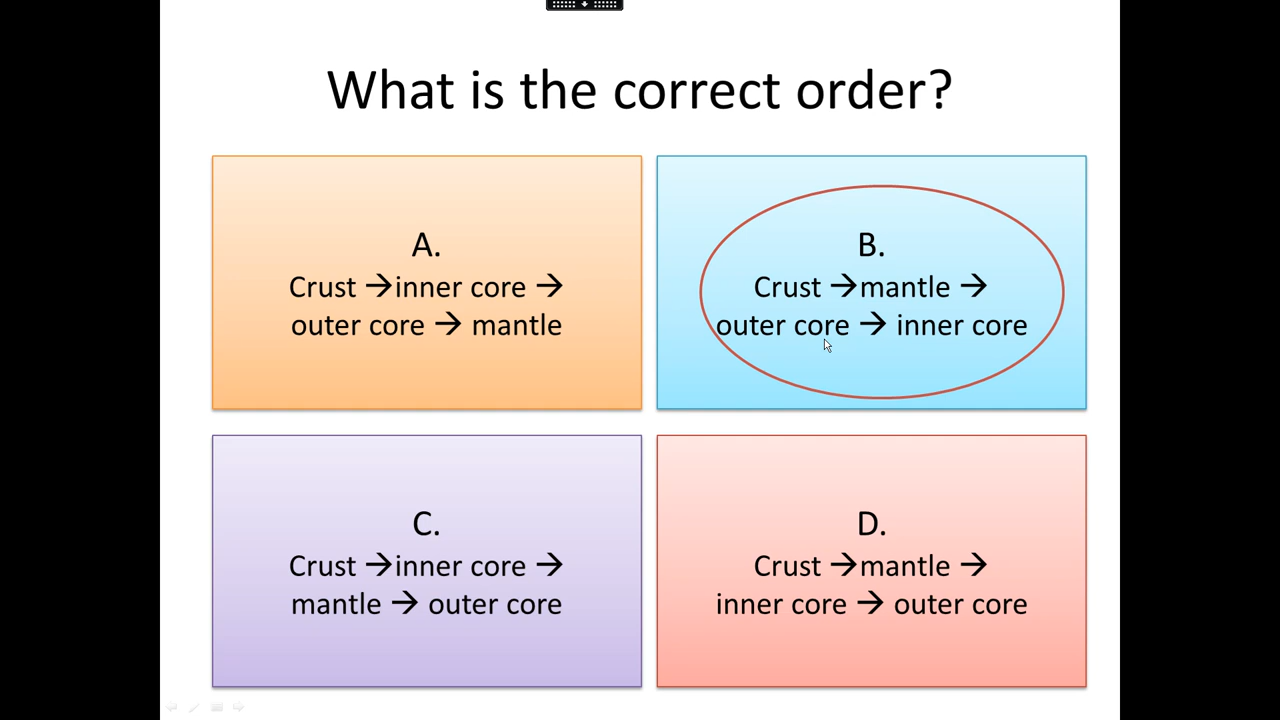 What is the correct order?
A.
Crust →inner core →
outer core → mantle
B.
Crust →mantle →
outer core → inner core
C.
Crust →inner core →
mantle → outer core
D.
Crust →mantle →
inner core → outer core